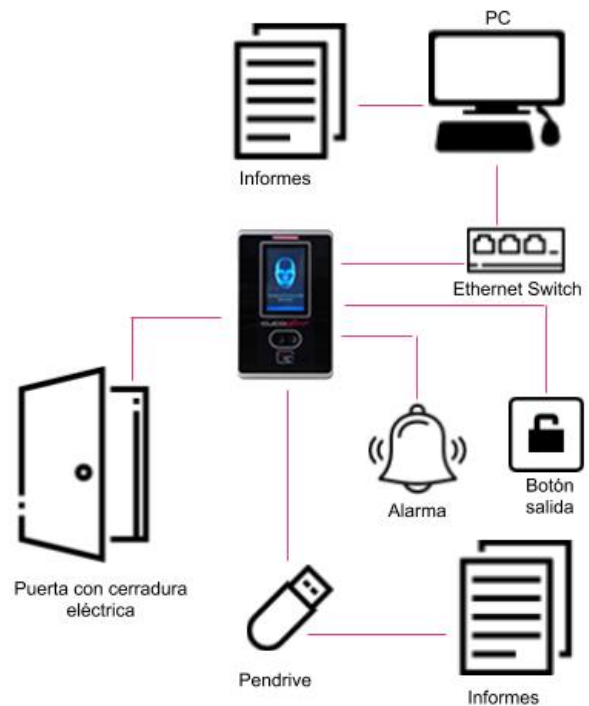 PC
Informes
Ethernet Switch
Alarma
Botón
salida
Puerta con cerradura
eléctrica
Pendrive
Informes